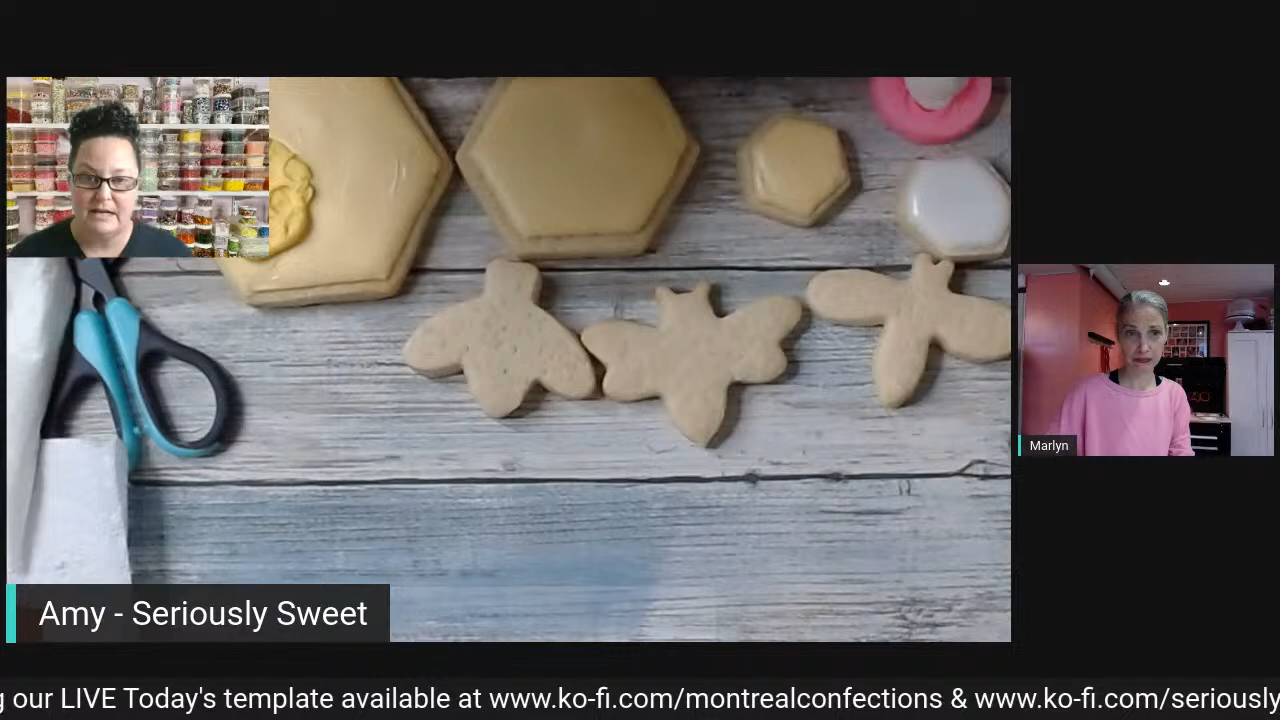 Marlyn
Amy - Seriously Sweet
g our LIVE Today's template available at www.ko-fi.com/montrealconfections & www.ko-fi.com/seriously